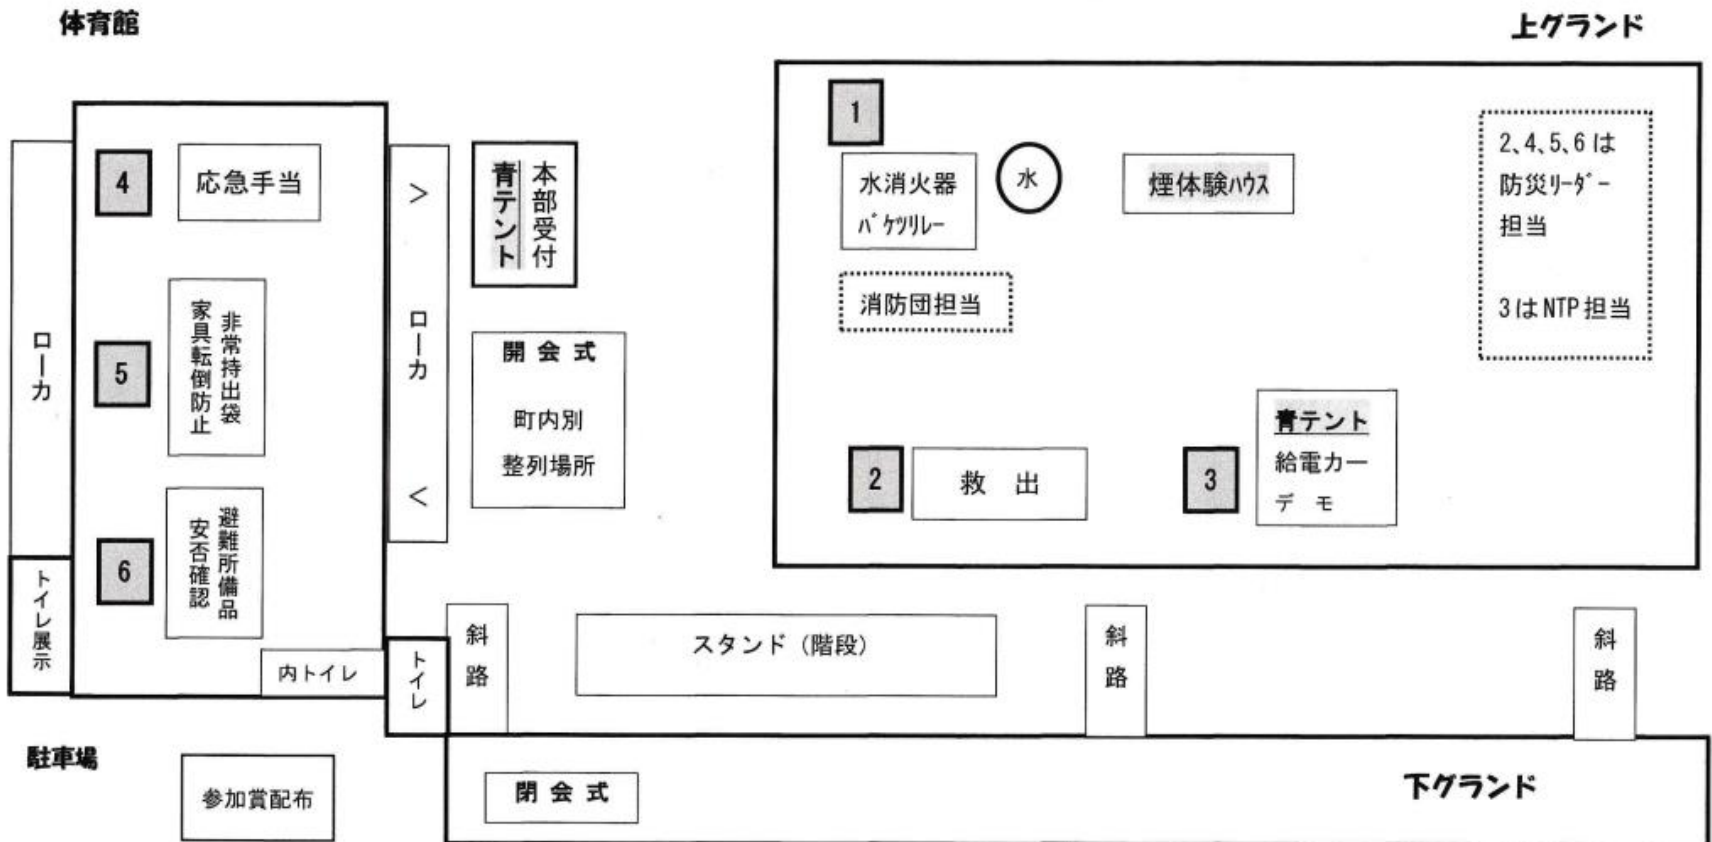 体育館
上グランド
1
水消火器
バケツリレー
水
煙体験ハウス
2、4、5、6は
防災リーダー
担当
3はNTP担当
消防団担当
2
救 出
3
青テント
給電カー
デ モ
4
応急手当
5
非常持出袋
家具転倒防止
6
避難所備品
安否確認
ローカ
トイレ展示
内トイレ
トイレ
＞
ローカ
＜
本部受付
青テント
開 会 式
町内別
整列場所
斜路
スタンド（階段）
斜路
斜路
駐車場
参加賞配布
閉 会 式
下グランド